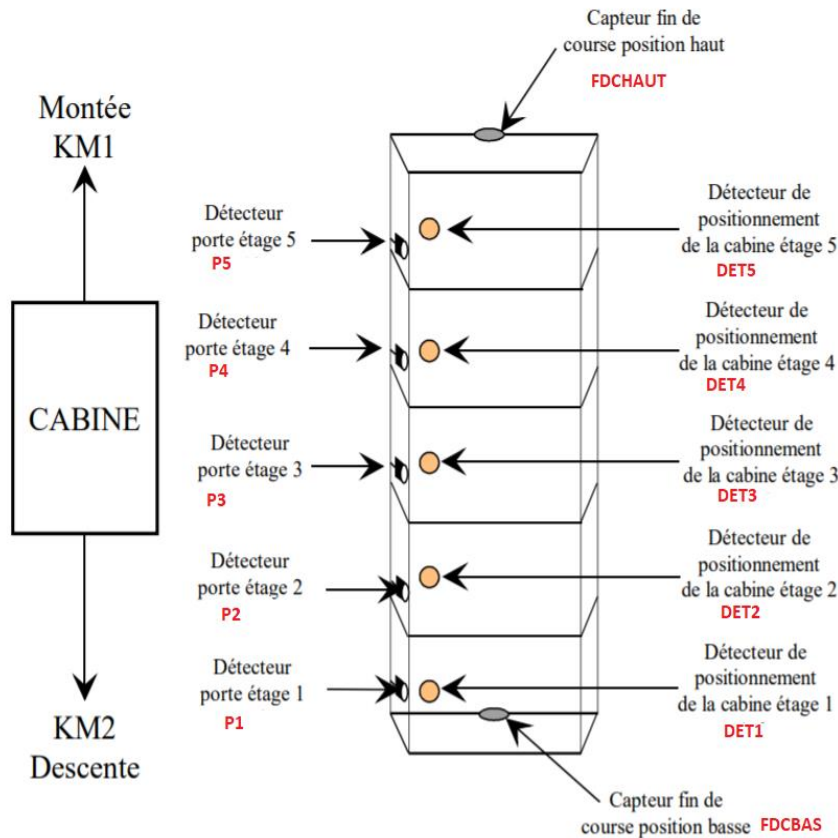 Capteur fin de
course position haut
FDCHAUT
Montée
KM1
Détecteur
porte étage 5
P5
Détecteur de
positionnement
de la cabine étage 5
DET5
Détecteur
porte étage 4
P4
Détecteur de
positionnement
de la cabine étage 4
DET4
CABINE
Détecteur
porte étage 3
P3
Détecteur de
positionnement
de la cabine étage 3
DET3
Détecteur
porte étage 2
P2
Détecteur de
positionnement
de la cabine étage 2
DET2
Détecteur
porte étage 1
P1
Détecteur de
positionnement
de la cabine étage 1
DET1
KM2
Descente
Capteur fin de
course position basse FDCBAS